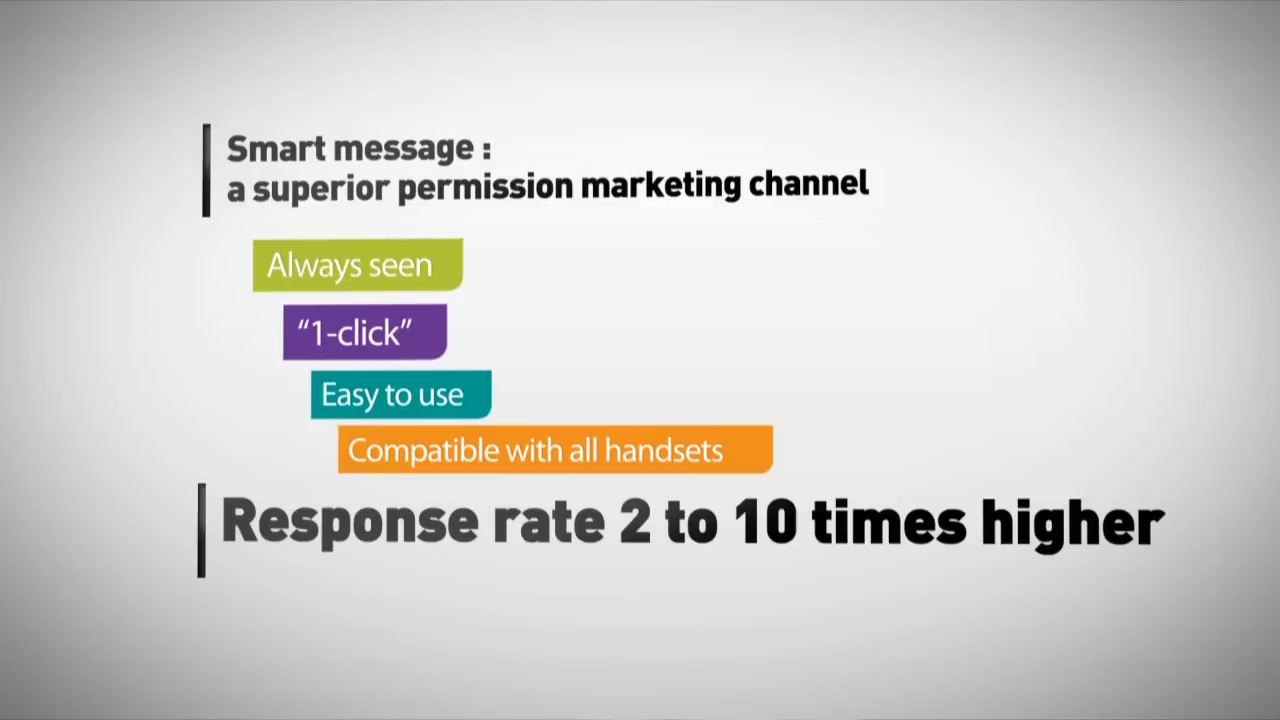 Smart message :
a superior permission marketing channel
Always seen
“1-click”
Easy to use
Compatible with all handsets
Response rate 2 to 10 times higher